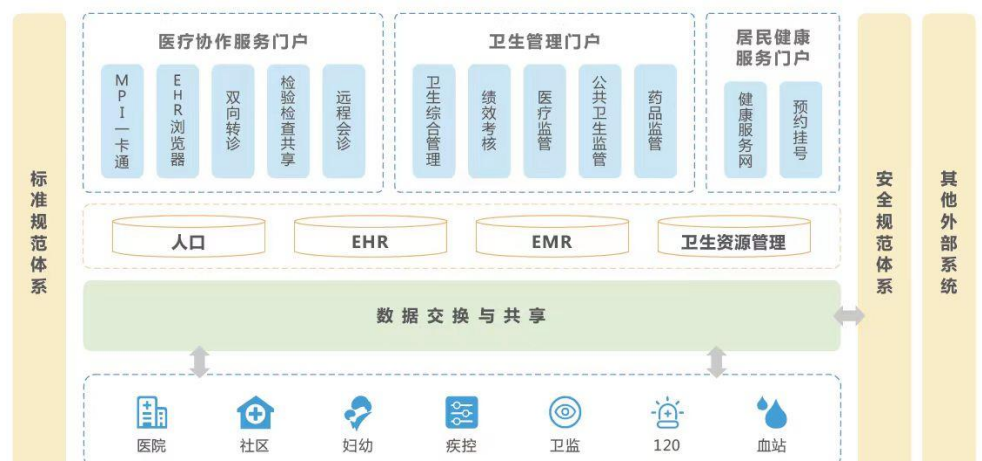 标准规范体系
医疗协作服务门户
MPI一卡通
EHR浏览器
双向转诊
检验检查共享
远程会诊
卫生管理门户
卫生综合管理
绩效考核
医疗监管
公共卫生监管
药品监管
居民健康
服务门户
健康服务网
预约挂号
人口
EHR
EMR
卫生资源管理
数据交换与共享
医院
社区
妇幼
疾控
卫监
120
血站
安全规范体系
其他外部系统